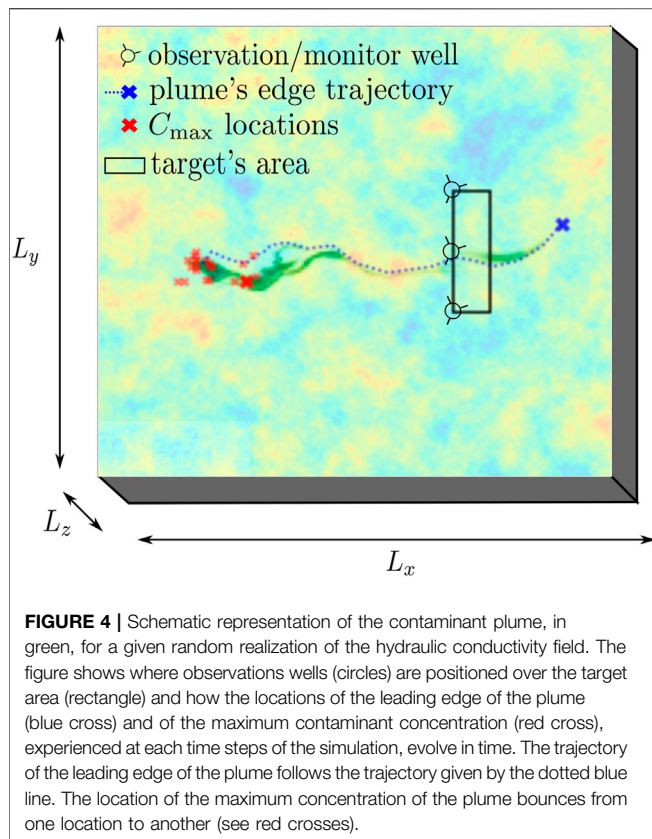 observation/monitor well
plume's edge trajectory
C_max locations
target's area
L_y
L_z
L_x
FIGURE 4 | Schematic representation of the contaminant plume, in
green, for a given random realization of the hydraulic conductivity field. The
figure shows where observations wells (circles) are positioned over the target
area (rectangle) and how the locations of the leading edge of the plume
(blue cross) and of the maximum contaminant concentration (red cross),
experienced at each time steps of the simulation, evolve in time. The trajectory
of the leading edge of the plume follows the trajectory given by the dotted blue
line. The location of the maximum concentration of the plume bounces from
one location to another (see red crosses).